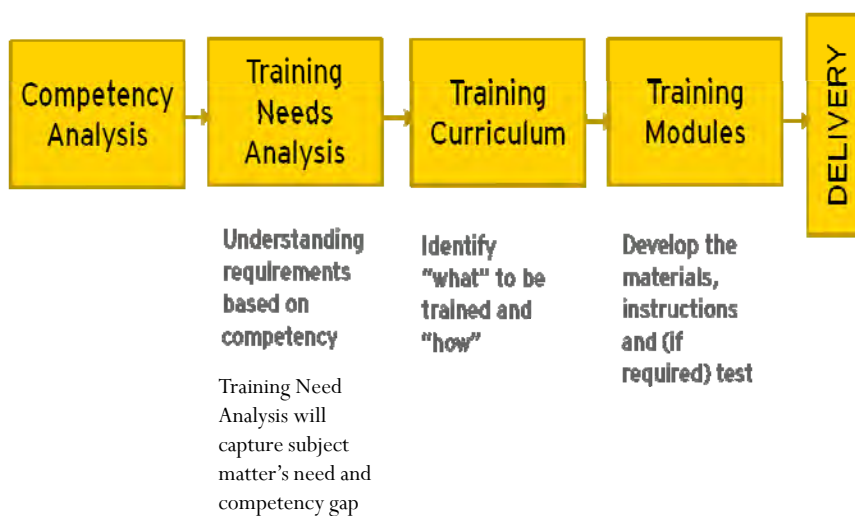 Competency
Analysis
Training
Needs
Analysis
Training
Curriculum
Training
Modules
DELIVERY
Understanding
requirements
based on
competency
Training Need
Analysis will
capture subject
matter's need and
competency gap
Identify
"what" to be
trained and
"how"
Develop the
materials,
instructions
and (if
required) test